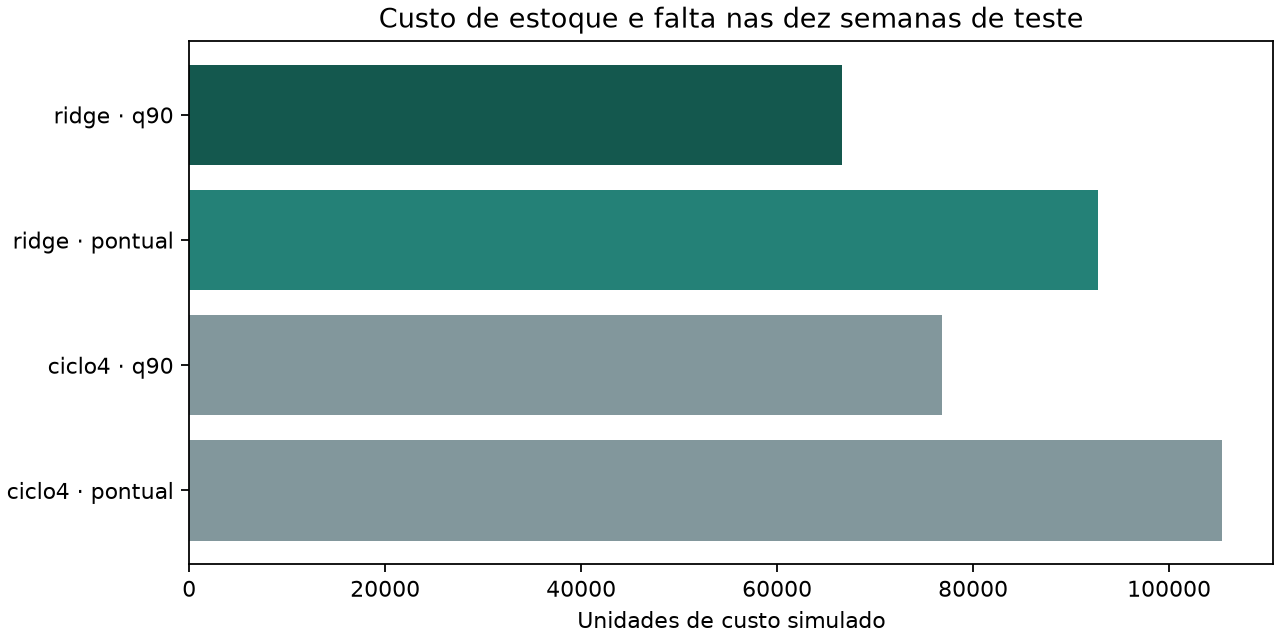 Custo de estoque e falta nas dez semanas de teste
ridge · q90
ridge · pontual
ciclo4 · q90
ciclo4 · pontual
0 20000 40000 60000 80000 100000
Unidades de custo simulado